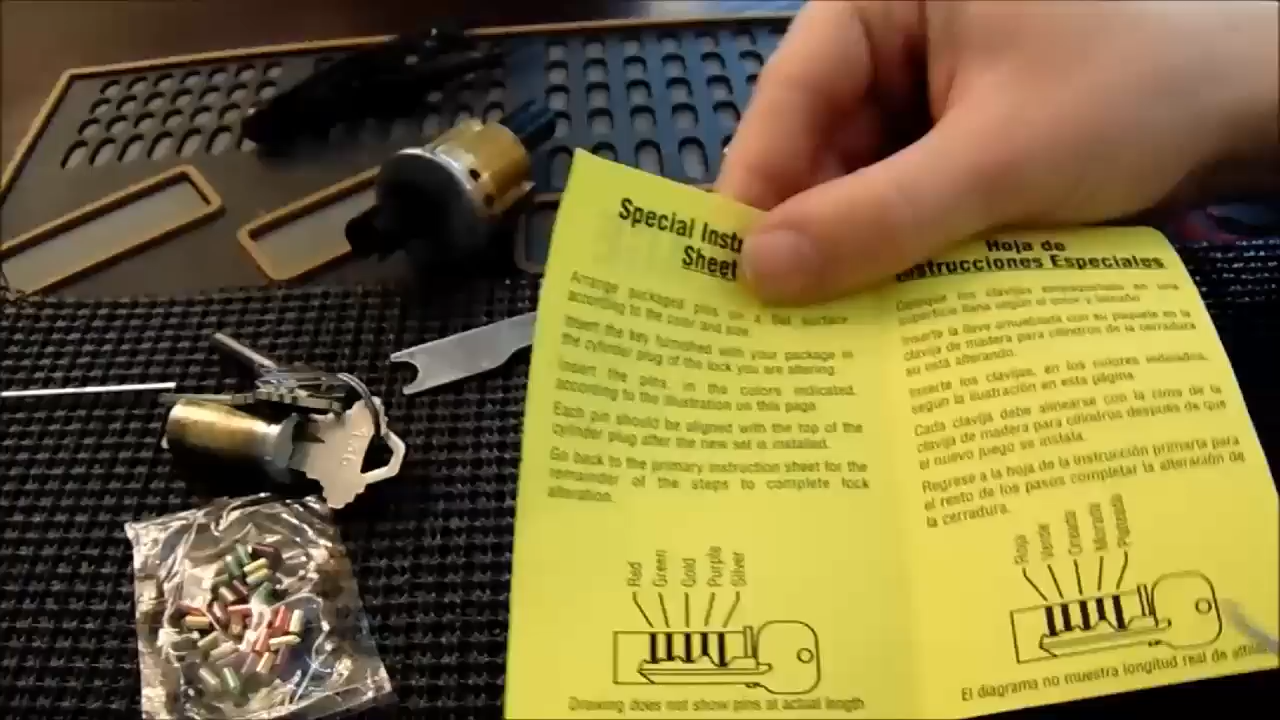 Special Inst
Sheet
Arrange packaged pins on a flat surface
according to the color and size.
Insert the key furnished with your package in
the cylinder plug of the lock you are altering.
Insert the pins, in the colors indicated,
according to the illustration on this page.
Each pin should be aligned with the top of the
cylinder plug after the new set is installed.
Go back to the primary instruction sheet for the
remainder of the steps to complete lock
alteration.
Red
Green
Gold
Purple
Silver
Drawing does not show pins at actual length
Hoja de
nstrucciones Especiales
Coloque los clavijas empaquetadas en una
superficie llana según el color y tamaño.
Inserte la llave amueblada con su paquete en la
clavija de madera para cilindros de la cerradura
su está alterando.
Inserte los clavijas, en los colores indicados,
según la ilustración en esta página.
Cada clavija debe alinearse con la cima de la
clavija de madera para cilindros después de que
el nuevo juego se instala.
Regrese a la hoja de la instrucción primaria para
el resto de los pasos completar la alteración de
la cerradura.
Roja
Verde
Dorada
Morada
Plateada
El diagrama no muestra longitud real de